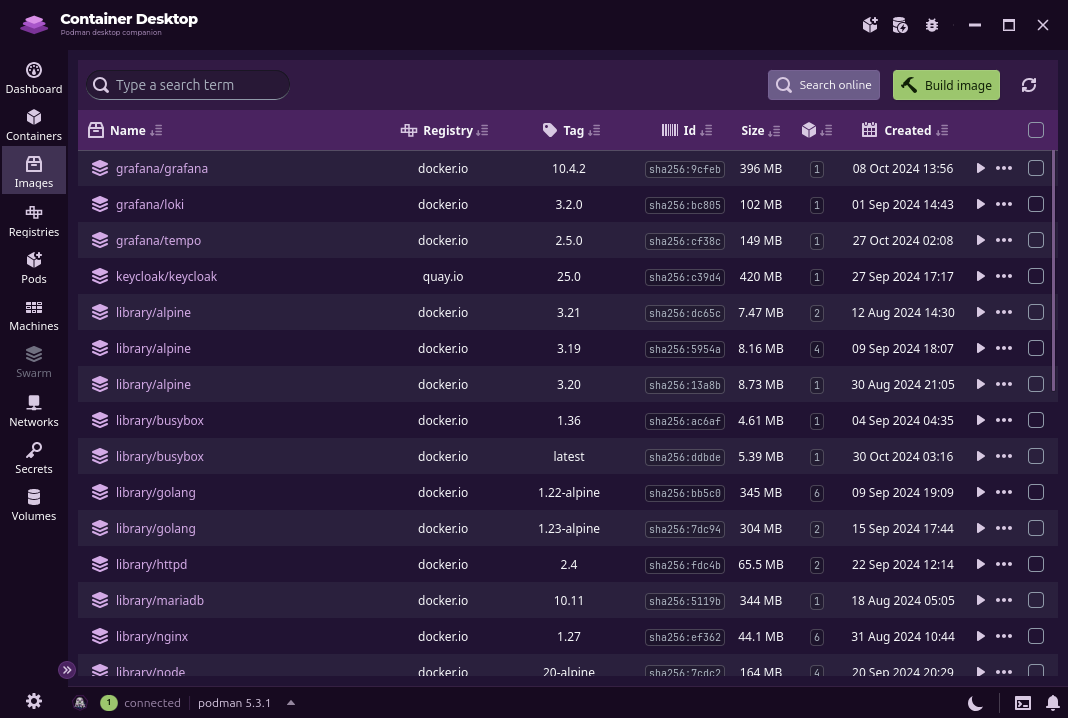 Container Desktop
Podman desktop companion
Type a search term
Search online
Build image
Dashboard
Containers
Images
Registries
Pods
Machines
Swarm
Networks
Secrets
Volumes
Name Registry Tag Id Size Created
grafana/grafana docker.io 10.4.2 sha256:9cfeb 396 MB 1 08 Oct 2024 13:56
grafana/loki docker.io 3.2.0 sha256:bc805 102 MB 1 01 Sep 2024 14:43
grafana/tempo docker.io 2.5.0 sha256:cf38c 149 MB 1 27 Oct 2024 02:08
keycloak/keycloak quay.io 25.0 sha256:c39d4 420 MB 1 27 Sep 2024 17:17
library/alpine docker.io 3.21 sha256:dc65c 7.47 MB 2 12 Aug 2024 14:30
library/alpine docker.io 3.19 sha256:5954a 8.16 MB 4 09 Sep 2024 18:07
library/alpine docker.io 3.20 sha256:13a8b 8.73 MB 1 30 Aug 2024 21:05
library/busybox docker.io 1.36 sha256:ac6af 4.61 MB 1 04 Sep 2024 04:35
library/busybox docker.io latest sha256:ddbde 5.39 MB 1 30 Oct 2024 03:16
library/golang docker.io 1.22-alpine sha256:bb5c0 345 MB 6 09 Sep 2024 19:09
library/golang docker.io 1.23-alpine sha256:7dc94 304 MB 2 15 Sep 2024 17:44
library/httpd docker.io 2.4 sha256:fdc4b 65.5 MB 2 22 Sep 2024 12:14
library/mariadb docker.io 10.11 sha256:5119b 344 MB 1 18 Aug 2024 05:05
library/nginx docker.io 1.27 sha256:ef362 44.1 MB 6 31 Aug 2024 10:44
library/node docker.io 20-alpine sha256:7cdc2 164 MB 4 20 Sep 2024 20:29
1 connected podman 5.3.1